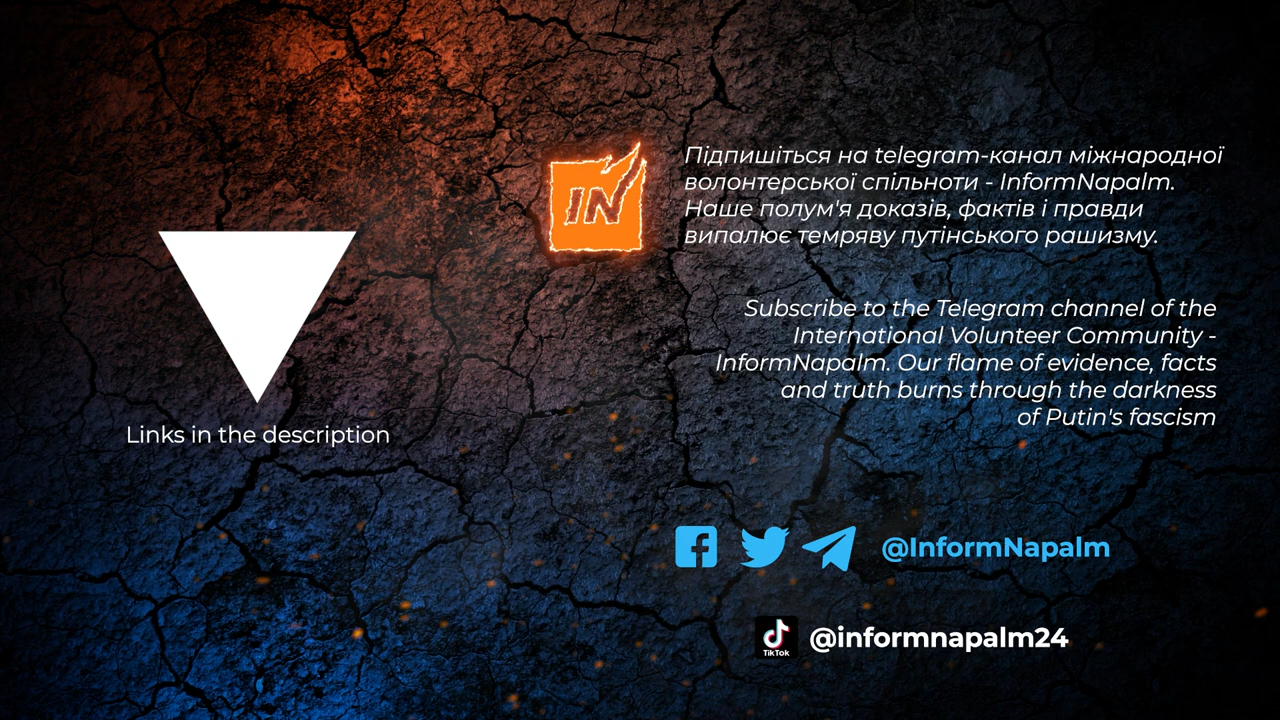 IN
Підпишіться на telegram-канал міжнародної
волонтерської спільноти - InformNapalm.
Наше полум'я доказів, фактів і правди
випалює темряву путінського рашизму.
Subscribe to the Telegram channel of the
International Volunteer Community -
InformNapalm. Our flame of evidence, facts
and truth burns through the darkness
of Putin's fascism
Links in the description
@InformNapalm
TikTok
@informnapalm24